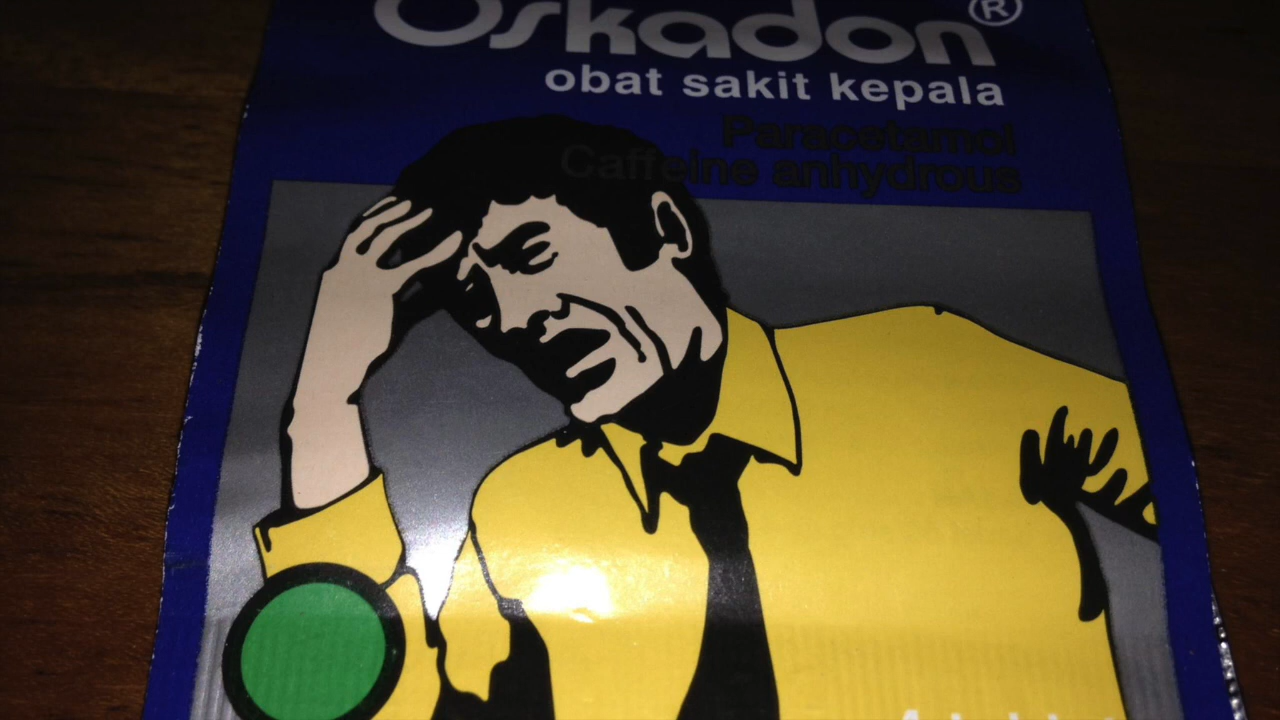 Oskadon®
obat sakit kepala
Paracetamol
Caffeine anhydrous